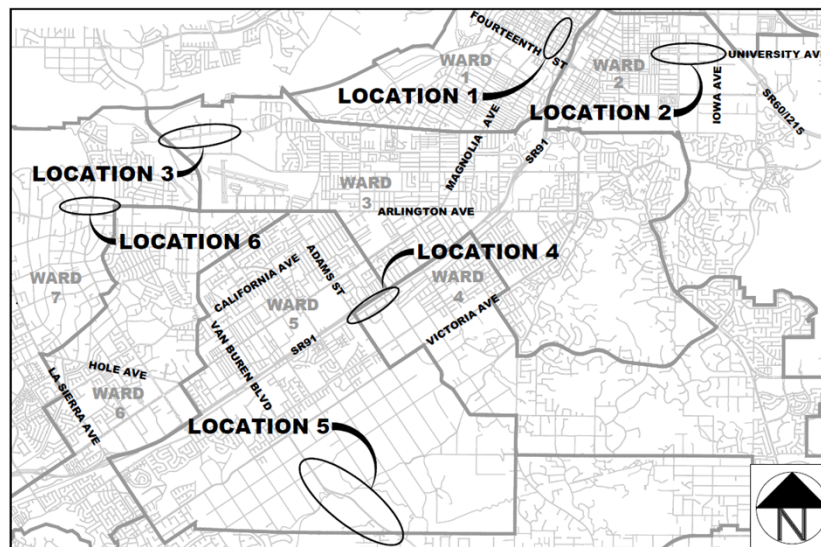 FOURTEENTH ST
WARD
1
WARD
2
UNIVERSITY AVE
LOCATION 1
LOCATION 2
IOWA AVE
SR60/I215
MAGNOLIA AVE
SR91
LOCATION 3
WARD
3
ARLINGTON AVE
LOCATION 6
LOCATION 4
WARD
7
CALIFORNIA AVE
ADAMS ST
WARD
5
WARD
4
VICTORIA AVE
SR91
VAN BUREN BLVD
HOLE AVE
WARD
6
LA SIERRA AVE
LOCATION 5
N